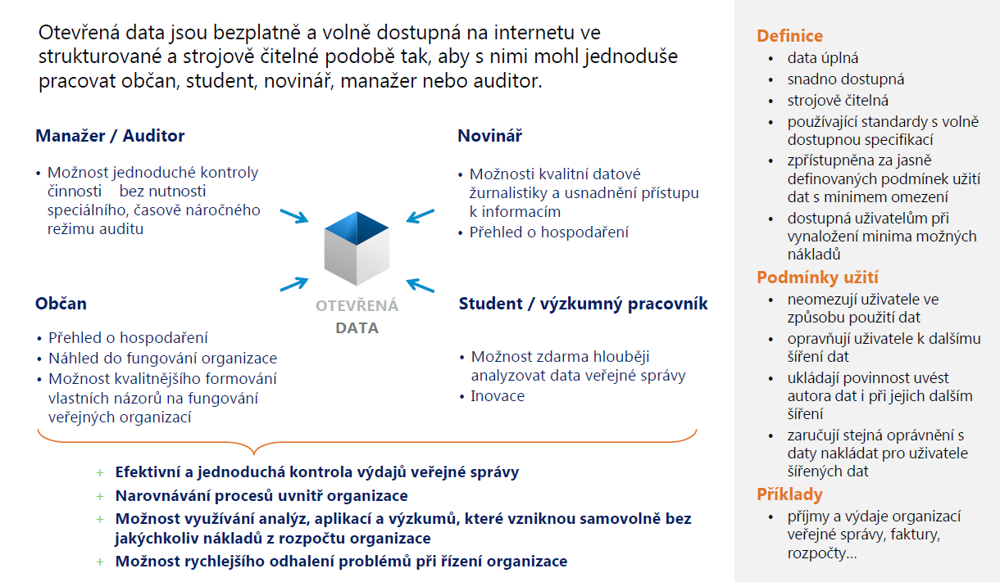 Otevřená data jsou bezplatně a volně dostupná na internetu ve
strukturované a strojově čitelné podobě tak, aby s nimi mohl jednoduše
pracovat občan, student, novinář, manažer nebo auditor.
Manažer / Auditor
• Možnost jednoduché kontroly
činnosti bez nutnosti
speciálního, časově náročného
režimu auditu
Novinář
• Možnosti kvalitní datové
žurnalistiky a usnadnění přístupu
k informacím
• Přehled o hospodaření
OTEVŘENÁ
DATA
Občan
• Přehled o hospodaření
• Náhled do fungování organizace
• Možnost kvalitnějšího formování
vlastních názorů na fungování
veřejných organizací
Student / výzkumný pracovník
• Možnost zdarma hlouběji
analyzovat data veřejné správy
• Inovace
+ Efektivní a jednoduchá kontrola výdajů veřejné správy
+ Narovnávání procesů uvnitř organizace
+ Možnost využívání analýz, aplikací a výzkumů, které vzniknou samovolně bez
jakýchkoliv nákladů z rozpočtu organizace
+ Možnost rychlejšího odhalení problémů při řízení organizace
Definice
• data úplná
• snadno dostupná
• strojově čitelná
• používající standardy s volně
dostupnou specifikací
• zpřístupněna za jasně
definovaných podmínek užití
dat s minimem omezení
• dostupná uživatelům při
vynaložení minima možných
nákladů
Podmínky užití
• neomezují uživatele ve
způsobu použití dat
• opravňují uživatele k dalšímu
šíření dat
• ukládají povinnost uvést
autora dat i při jejich dalším
šíření
• zaručují stejná oprávnění s
daty nakládat pro uživatele
šířených dat
Příklady
• příjmy a výdaje organizací
veřejné správy, faktury,
rozpočty…